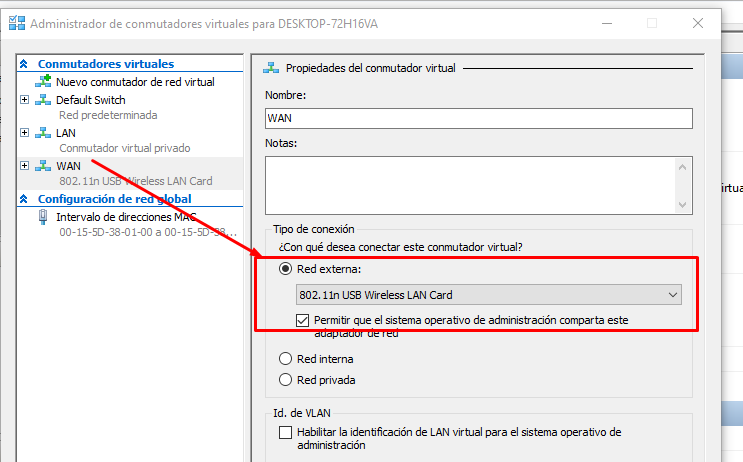 Administrador de conmutadores virtuales para DESKTOP-72H16VA
Conmutadores virtuales
Nuevo conmutador de red virtual
Default Switch
Red predeterminada
LAN
Conmutador virtual privado
WAN
802.11n USB Wireless LAN Card
Configuración de red global
Intervalo de direcciones MAC
00-15-5D-38-01-00 a 00-15-5D-38...
Propiedades del conmutador virtual
Nombre:
WAN
Notas:
Tipo de conexión
¿Con qué desea conectar este conmutador virtual?
Red externa:
802.11n USB Wireless LAN Card
Permitir que el sistema operativo de administración comparta este
adaptador de red
Red interna
Red privada
Id. de VLAN
Habilitar la identificación de LAN virtual para el sistema operativo de
administración